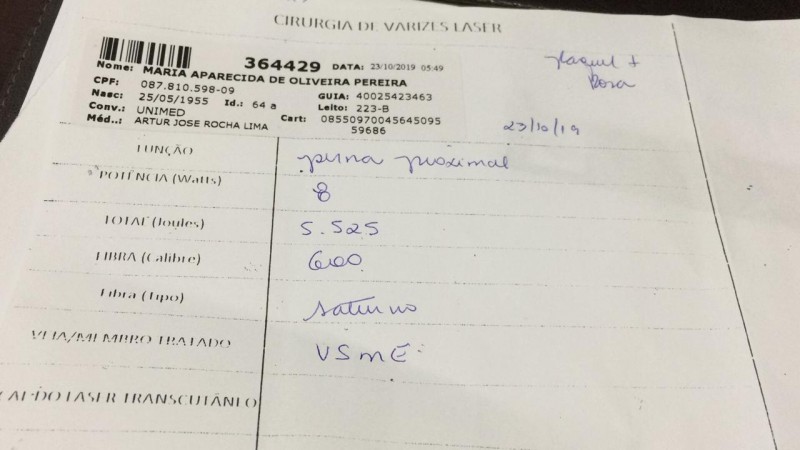 CIRURGIA DE VARIZES LASER
364429 DATA: 23/10/2019 05:49
Nome: MARIA APARECIDA DE OLIVEIRA PEREIRA
CPF: 087.810.598-09 GUIA: 40025423463
Nasc: 25/05/1955 Id.: 64 a Leito: 223-B
Conv.: UNIMED Cart: 08550970045645095
59686
Méd..: ARTUR JOSE ROCHA LIMA
Raquel +
Rosa
23/10/19
FUNÇÃO perna proximal
POTÊNCIA (Watts) 8
TOTAL (Joules) 5.525
FIBRA (Calibre) 600
Fibra (Tipo) saturno
VEIA/MEMBRO TRATADO VSME
LASER TRANSCUTÂNEO